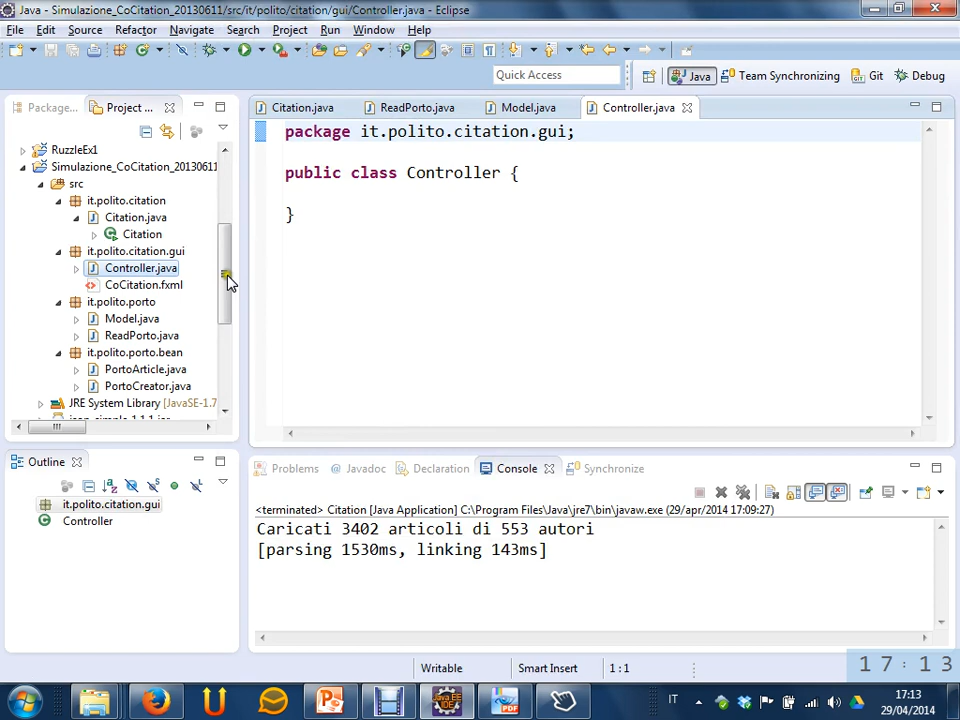 Java - Simulazione_CoCitation_20130611/src/it/polito/citation/gui/Controller.java - Eclipse
File Edit Source Refactor Navigate Search Project Run Window Help
Quick Access
Java Team Synchronizing Git Debug
Package... Project ...
Citation.java ReadPorto.java Model.java Controller.java
RuzzleEx1
Simulazione_CoCitation_20130611
src
it.polito.citation
Citation.java
Citation
it.polito.citation.gui
Controller.java
CoCitation.fxml
it.polito.porto
Model.java
ReadPorto.java
it.polito.porto.bean
PortoArticle.java
PortoCreator.java
JRE System Library [JavaSE-1.7
package it.polito.citation.gui;
public class Controller {
}
Outline
it.polito.citation.gui
Controller
Problems @ Javadoc Declaration Console Synchronize
<terminated> Citation [Java Application] C:\Program Files\Java\jre7\bin\javaw.exe (29/apr/2014 17:09:27)
Caricati 3402 articoli di 553 autori
[parsing 1530ms, linking 143ms]
Writable Smart Insert 1:1
17:13
IT
17:13
29/04/2014